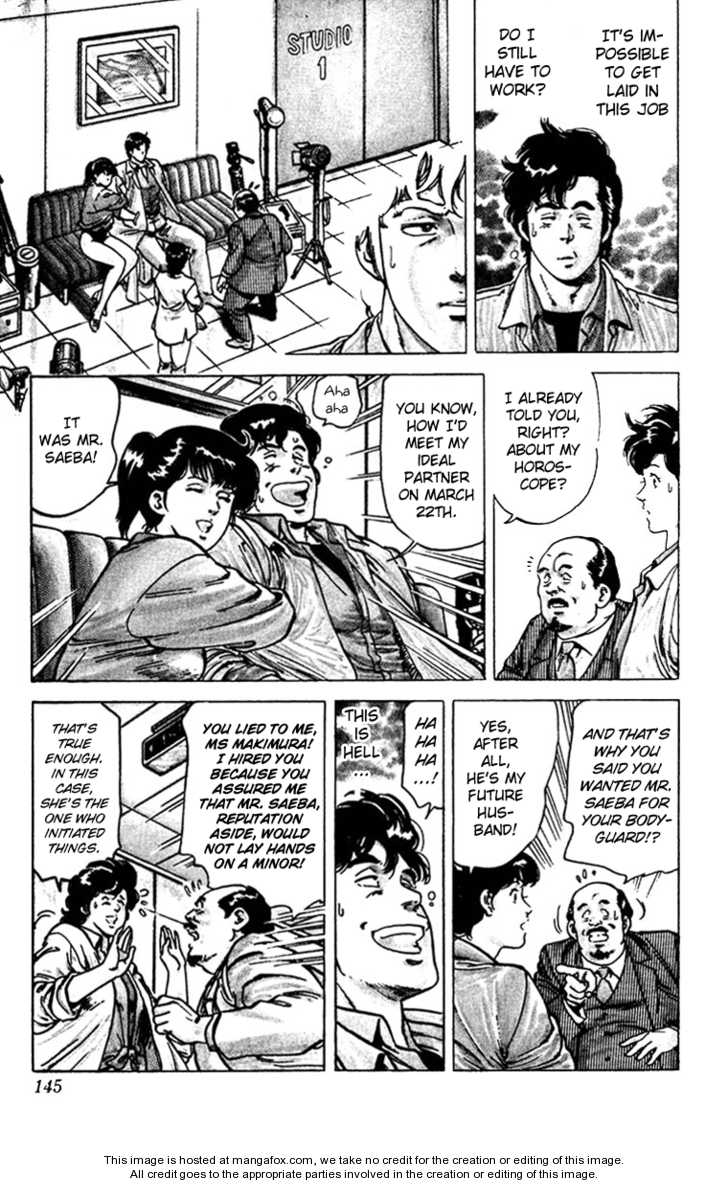 IT'S IM-
POSSIBLE
TO GET
LAID IN
THIS JOB
DO I
STILL
HAVE TO
WORK?
STUDIO
1
I ALREADY
TOLD YOU,
RIGHT?
ABOUT MY
HOROS-
COPE?
YOU KNOW,
HOW I'D
MEET MY
IDEAL
PARTNER
ON MARCH
22TH.
Aha
aha
IT
WAS MR.
SAEBA!
AND THAT'S
WHY YOU
SAID YOU
WANTED MR.
SAEBA FOR
YOUR BODY-
GUARD!?
YES,
AFTER
ALL,
HE'S MY
FUTURE
HUS-
BAND!
HA
HA
HA
...!
THIS
IS
HELL
...
YOU LIED TO ME,
MS MAKIMURA!
I HIRED YOU
BECAUSE YOU
ASSURED ME
THAT MR. SAEBA,
REPUTATION
ASIDE, WOULD
NOT LAY HANDS
ON A MINOR!
THAT'S
TRUE
ENOUGH.
IN THIS
CASE,
SHE'S THE
ONE WHO
INITIATED
THINGS.
145
This image is hosted at mangafox.com, we take no credit for the creation or editing of this image.
All credit goes to the appropriate parties involved in the creation or editing of this image.